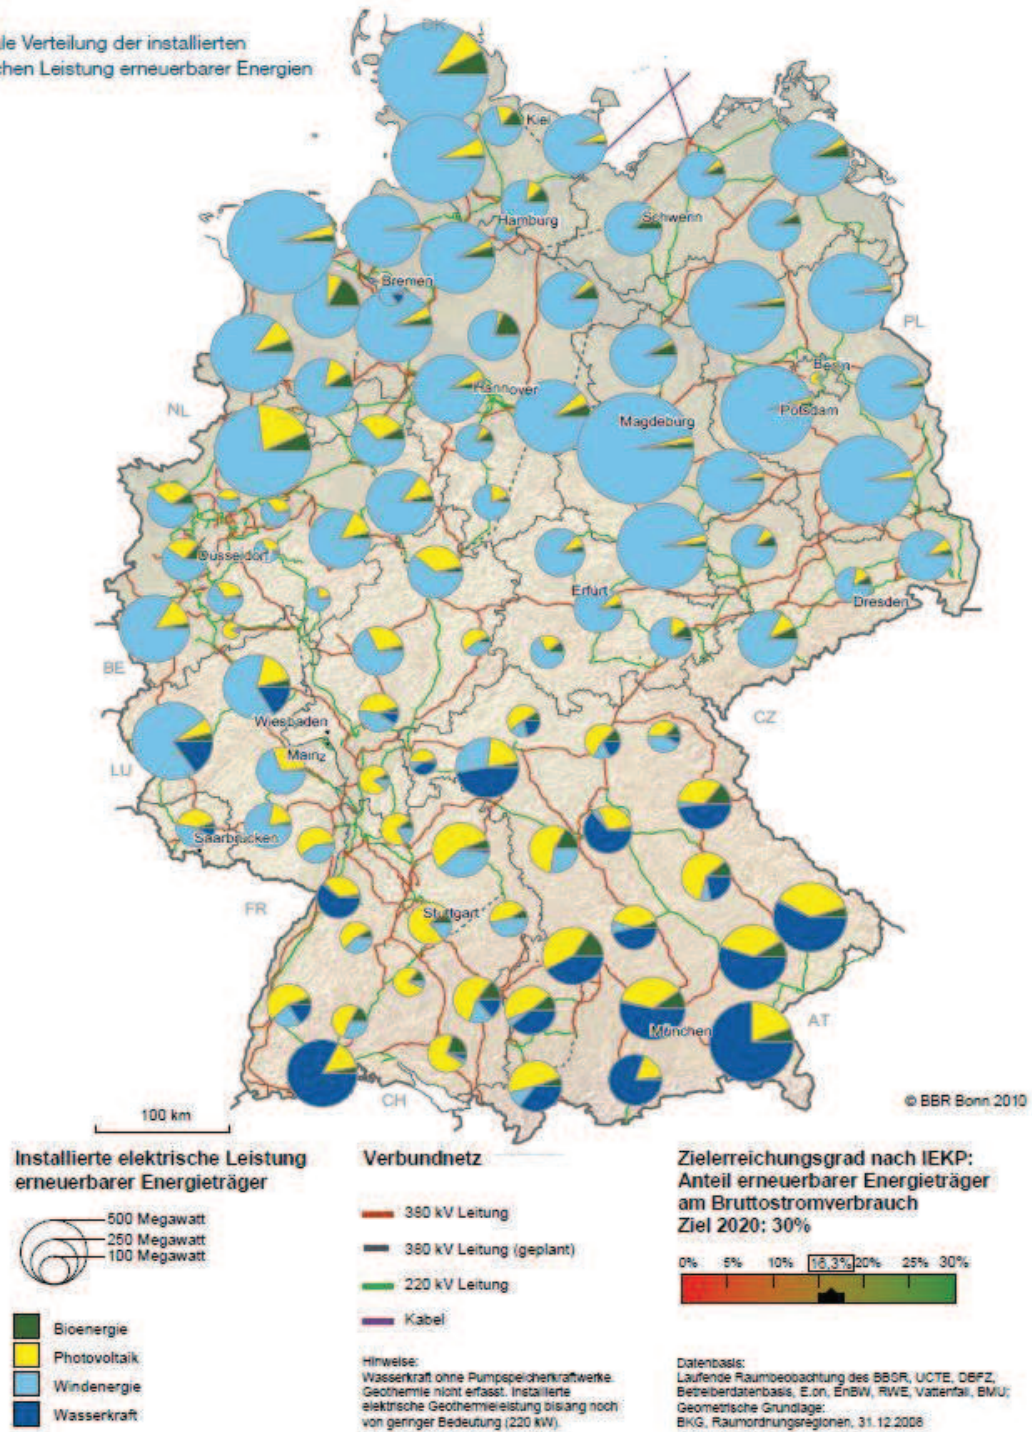 le Verteilung der installierten
chen Leistung erneuerbarer Energien
DK
Kiel
Hamburg
Schwerin
Bremen
PL
Berlin
Hannover
Potsdam
NL
Magdeburg
Düsseldorf
Erfurt
Dresden
BE
CZ
Wiesbaden
Mainz
LU
Saarbrücken
FR
Stuttgart
AT
München
CH
© BBR Bonn 2010
100 km
Installierte elektrische Leistung
erneuerbarer Energieträger
500 Megawatt
250 Megawatt
100 Megawatt
Bioenergie
Photovoltaik
Windenergie
Wasserkraft
Verbundnetz
380 kV Leitung
380 kV Leitung (geplant)
220 kV Leitung
Kabel
Hinweise:
Wasserkraft ohne Pumpspeicherkraftwerke.
Geothermie nicht erfasst. Installierte
elektrische Geothermieleistung bislang noch
von geringer Bedeutung (220 kW).
Zielerreichungsgrad nach IEKP:
Anteil erneuerbarer Energieträger
am Bruttostromverbrauch
Ziel 2020: 30%
0% 5% 10% 16,3% 20% 25% 30%
Datenbasis:
Laufende Raumbeobachtung des BBSR, UCTE, DBFZ,
Betreiberdatenbasis, E.on, EnBW, RWE, Vattenfall, BMU;
Geometrische Grundlage:
BKG, Raumordnungsregionen, 31.12.2008